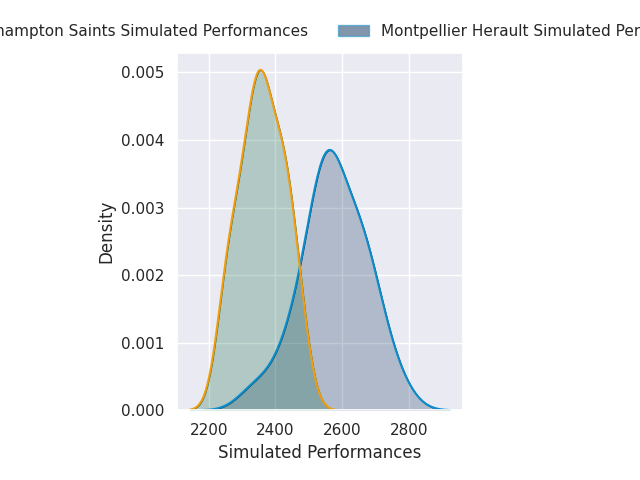 hampton Saints Simulated Performances Montpellier Herault Simulated Per
0.005
0.004
0.003
0.002
0.001
0.000
Density
2200 2400 2600 2800
Simulated Performances